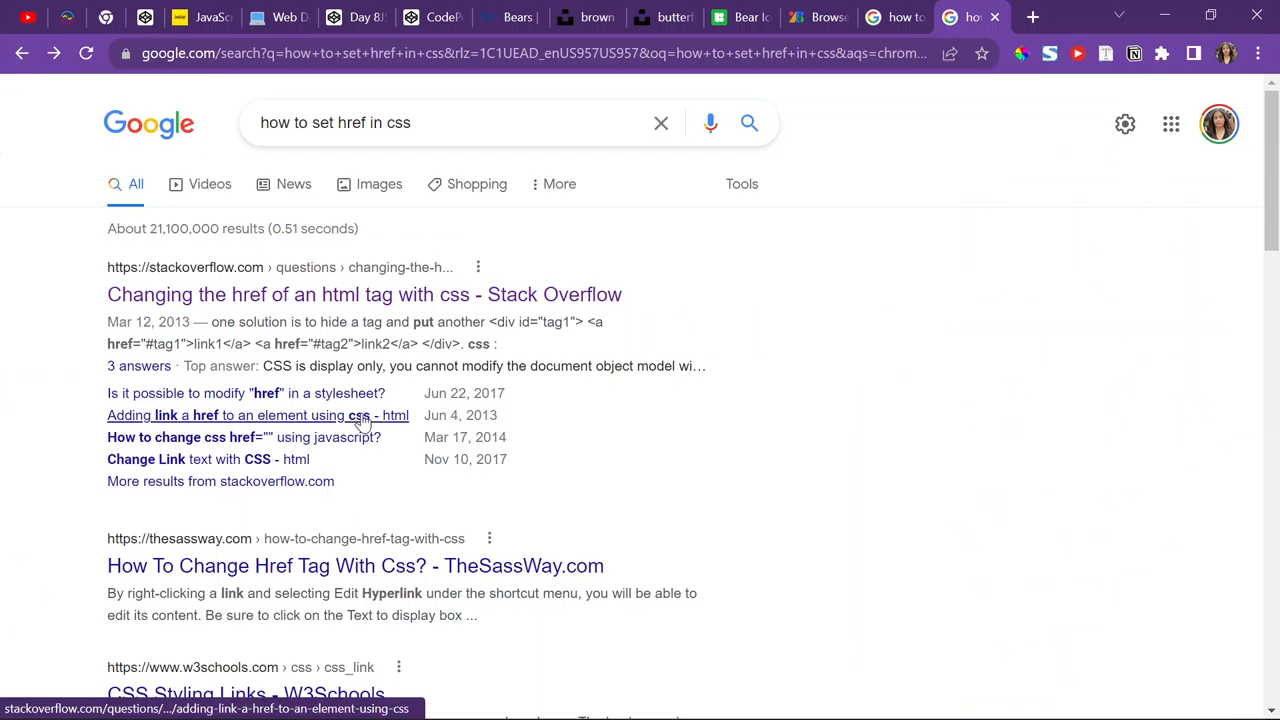 JavaSc
Web D
Day 8J
CodeP
Bears
brown
butterf
Bear Ic
Browse
how to
how
google.com/search?q=how+to+set+href+in+css&rlz=1C1UEAD_enUS957US957&oq=how+to+set+href+in+css&aqs=chrom...
Google
how to set href in css
All
Videos
News
Images
Shopping
More
Tools
About 21,100,000 results (0.51 seconds)
https://stackoverflow.com › questions › changing-the-h...
Changing the href of an html tag with css - Stack Overflow
Mar 12, 2013 — one solution is to hide a tag and put another <div id="tag1"> <a
href="#tag1">link1</a> <a href="#tag2">link2</a> </div>. css :
3 answers · Top answer: CSS is display only, you cannot modify the document object model wi...
Is it possible to modify "href" in a stylesheet? Jun 22, 2017
Adding link a href to an element using css - html Jun 4, 2013
How to change css href="" using javascript? Mar 17, 2014
Change Link text with CSS - html Nov 10, 2017
More results from stackoverflow.com
https://thesassway.com › how-to-change-href-tag-with-css
How To Change Href Tag With Css? - TheSassWay.com
By right-clicking a link and selecting Edit Hyperlink under the shortcut menu, you will be able to
edit its content. Be sure to click on the Text to display box ...
https://www.w3schools.com › css › css_link
CSS Styling Links - W3Schools
stackoverflow.com/questions/.../adding-link-a-href-to-an-element-using-css